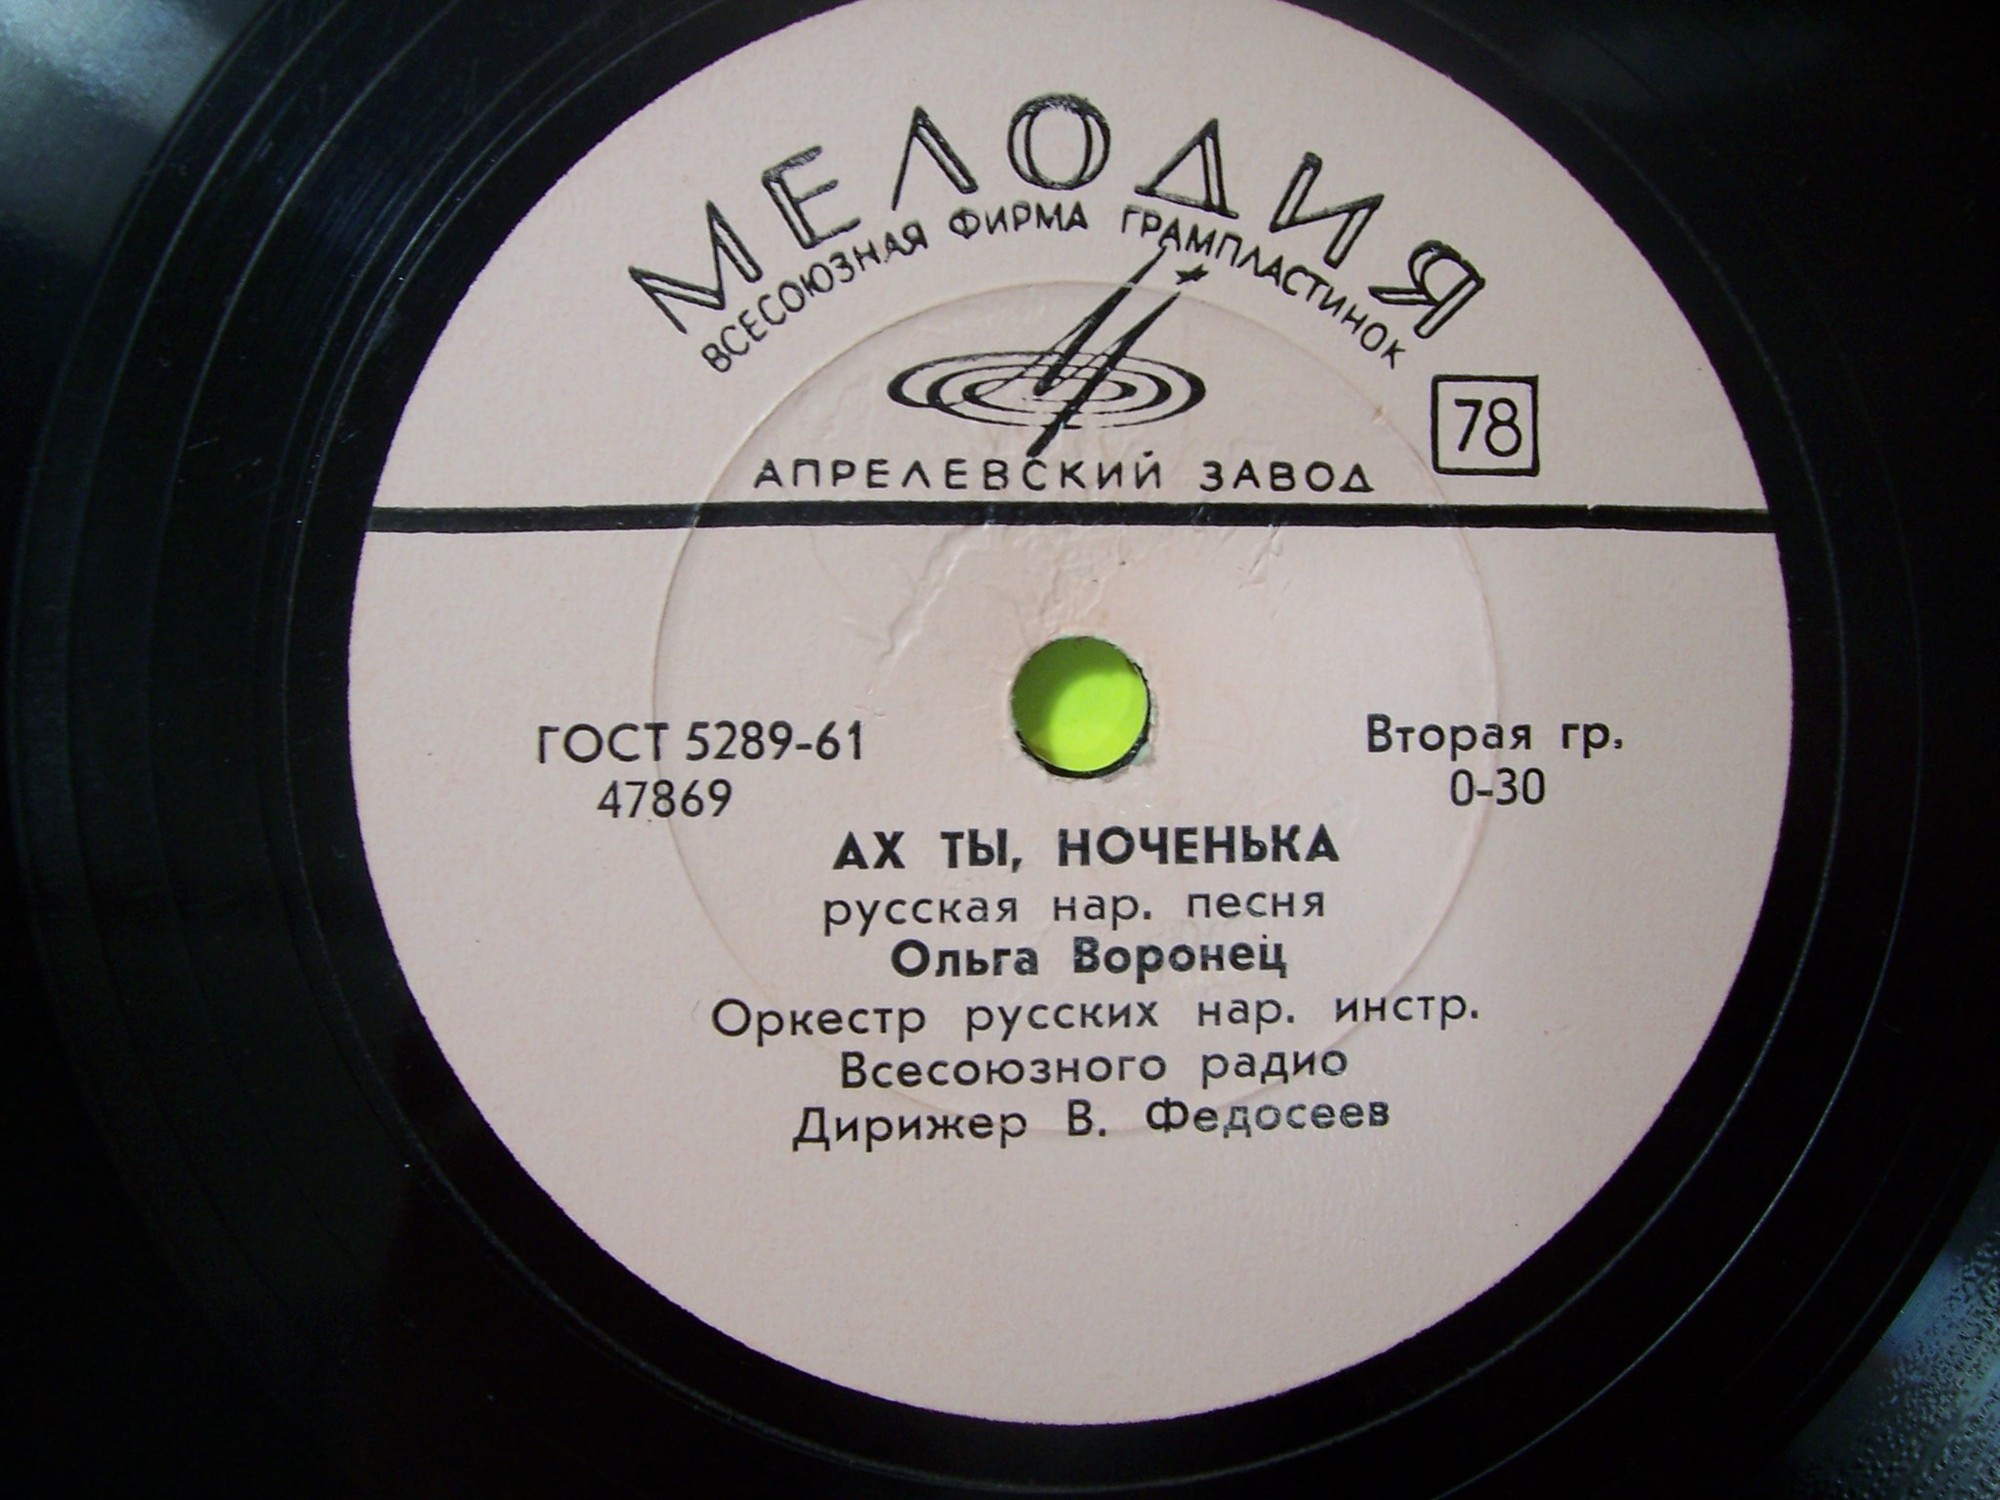 МЕЛОДИЯ
ВСЕСОЮЗНАЯ ФИРМА ГРАМПЛАСТИНОК
78
АПРЕЛЕВСКИЙ ЗАВОД
ГОСТ 5289-61
47869
Вторая гр.
0-30
АХ ТЫ, НОЧЕНЬКА
русская нар. песня
Ольга Воронец
Оркестр русских нар. инстр.
Всесоюзного радио
Дирижер В. Федосеев